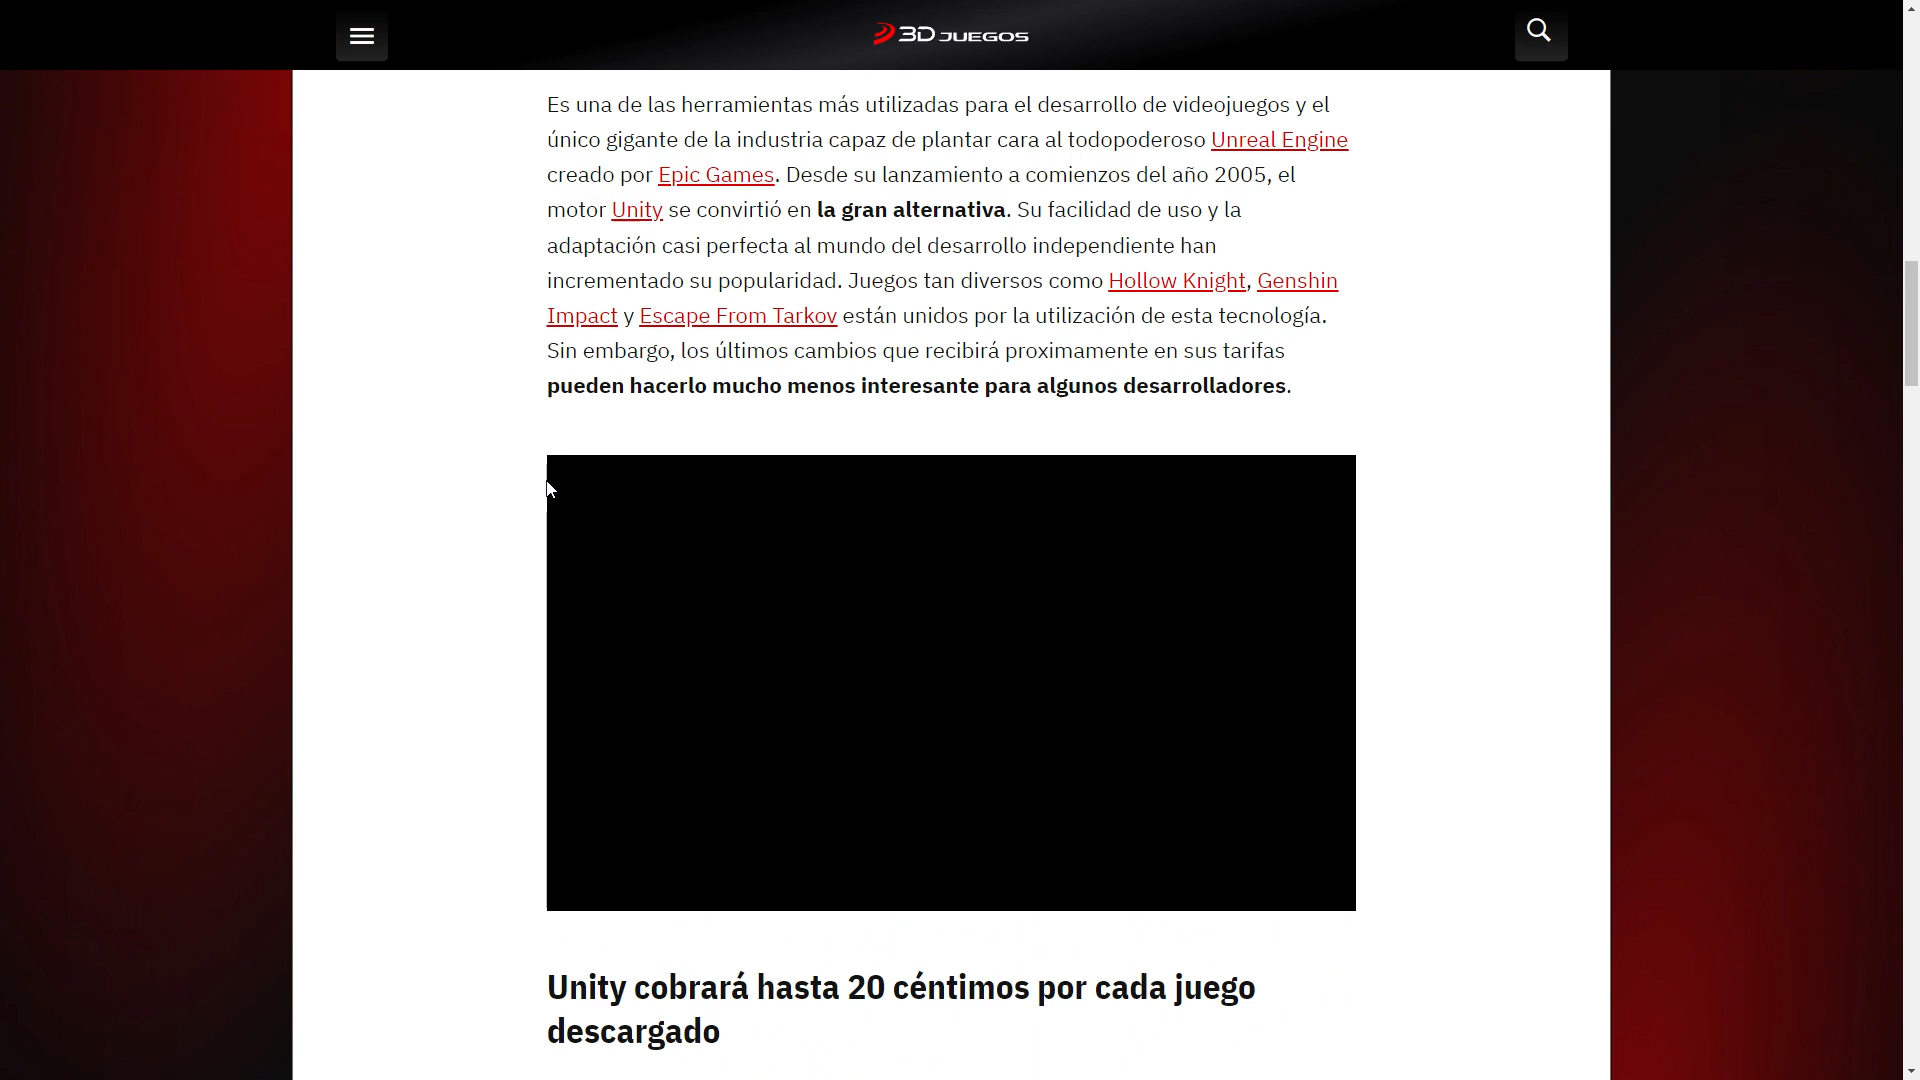 3D JUEGOS
Es una de las herramientas más utilizadas para el desarrollo de videojuegos y el
único gigante de la industria capaz de plantar cara al todopoderoso Unreal Engine
creado por Epic Games. Desde su lanzamiento a comienzos del año 2005, el
motor Unity se convirtió en la gran alternativa. Su facilidad de uso y la
adaptación casi perfecta al mundo del desarrollo independiente han
incrementado su popularidad. Juegos tan diversos como Hollow Knight, Genshin
Impact y Escape From Tarkov están unidos por la utilización de esta tecnología.
Sin embargo, los últimos cambios que recibirá proximamente en sus tarifas
pueden hacerlo mucho menos interesante para algunos desarrolladores.
Unity cobrará hasta 20 céntimos por cada juego
descargado